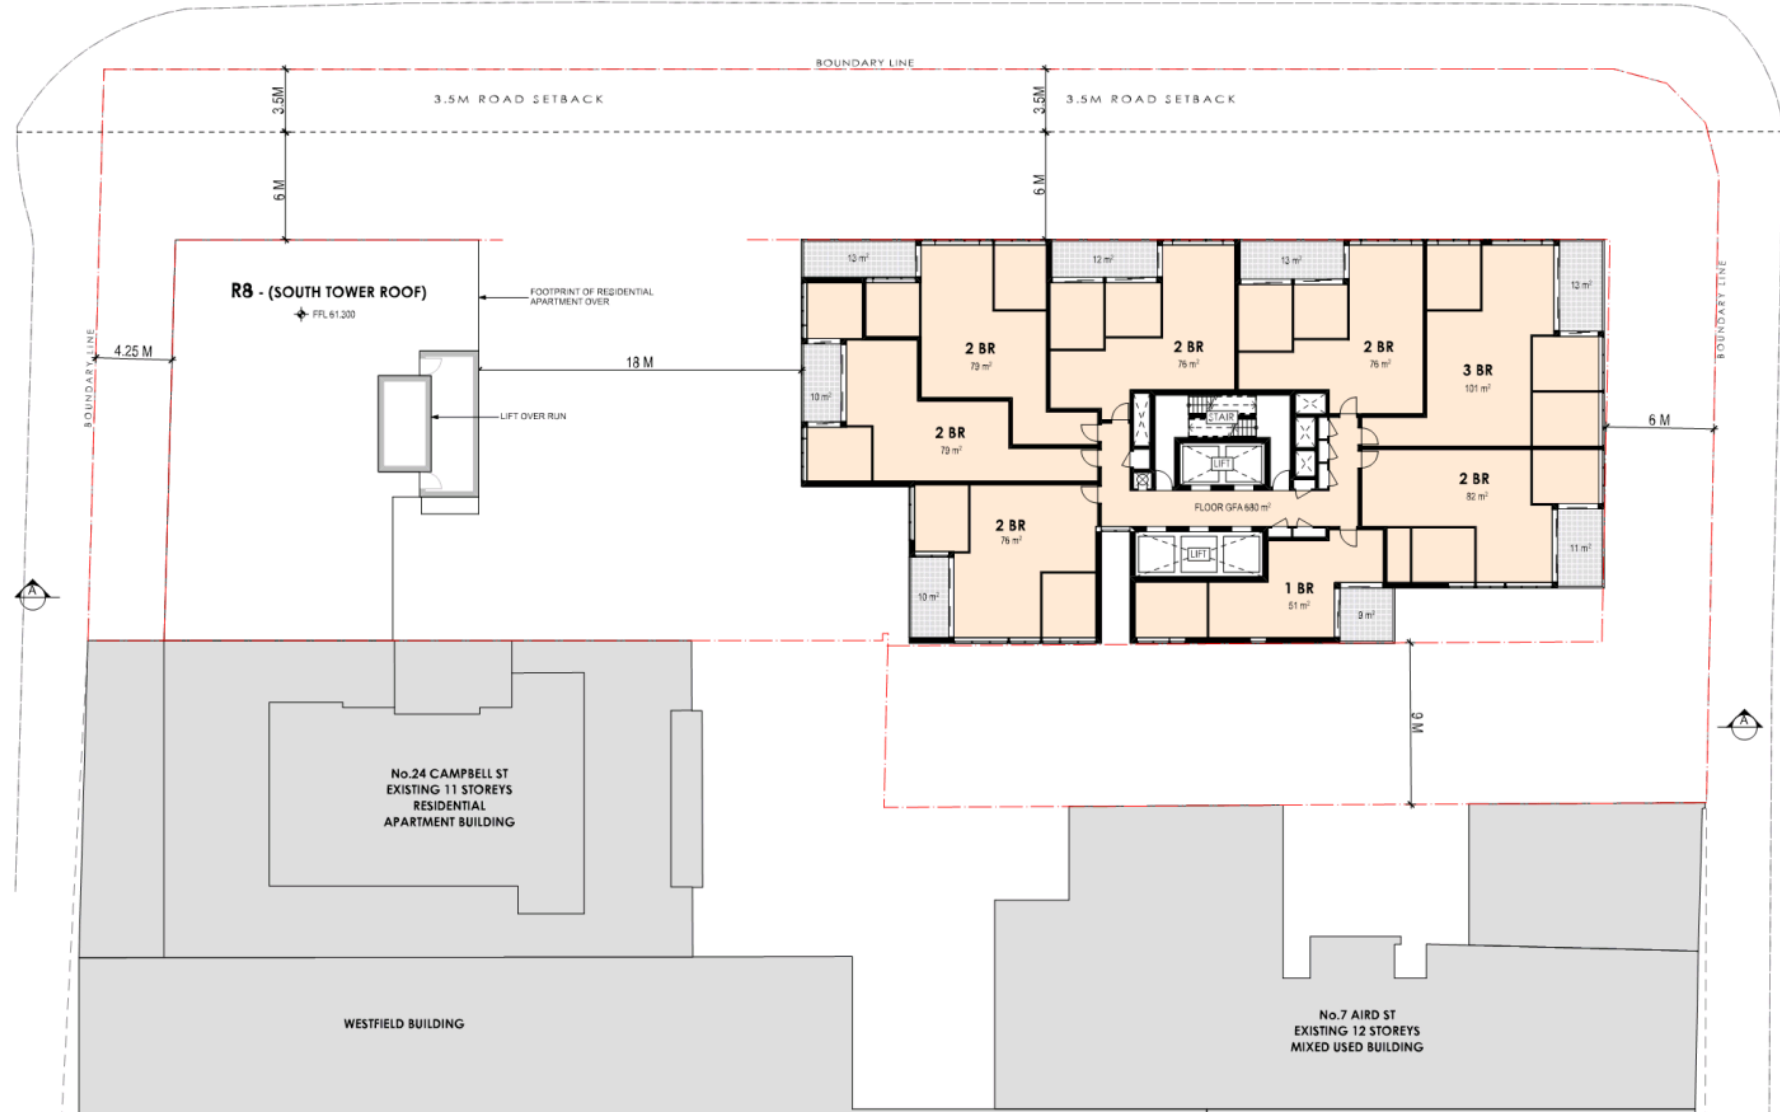 BOUNDARY LINE
3.5M
3.5M ROAD SETBACK
3.5M
3.5M ROAD SETBACK
6 M
6 M
R8 - (SOUTH TOWER ROOF)
FFL 61.300
FOOTPRINT OF RESIDENTIAL
APARTMENT OVER
LIFT OVER RUN
BOUNDARY LINE
4.25 M
18 M
13 m²
12 m²
13 m²
13 m²
BOUNDARY LINE
2 BR
79 m²
2 BR
76 m²
2 BR
76 m²
3 BR
101 m²
10 m²
2 BR
79 m²
STAIR
LIFT
6 M
2 BR
82 m²
FLOOR GFA 680 m²
2 BR
76 m²
LIFT
11 m²
1 BR
51 m²
10 m²
9 m²
A
A
9 M
No.24 CAMPBELL ST
EXISTING 11 STOREYS
RESIDENTIAL
APARTMENT BUILDING
WESTFIELD BUILDING
No.7 AIRD ST
EXISTING 12 STOREYS
MIXED USED BUILDING